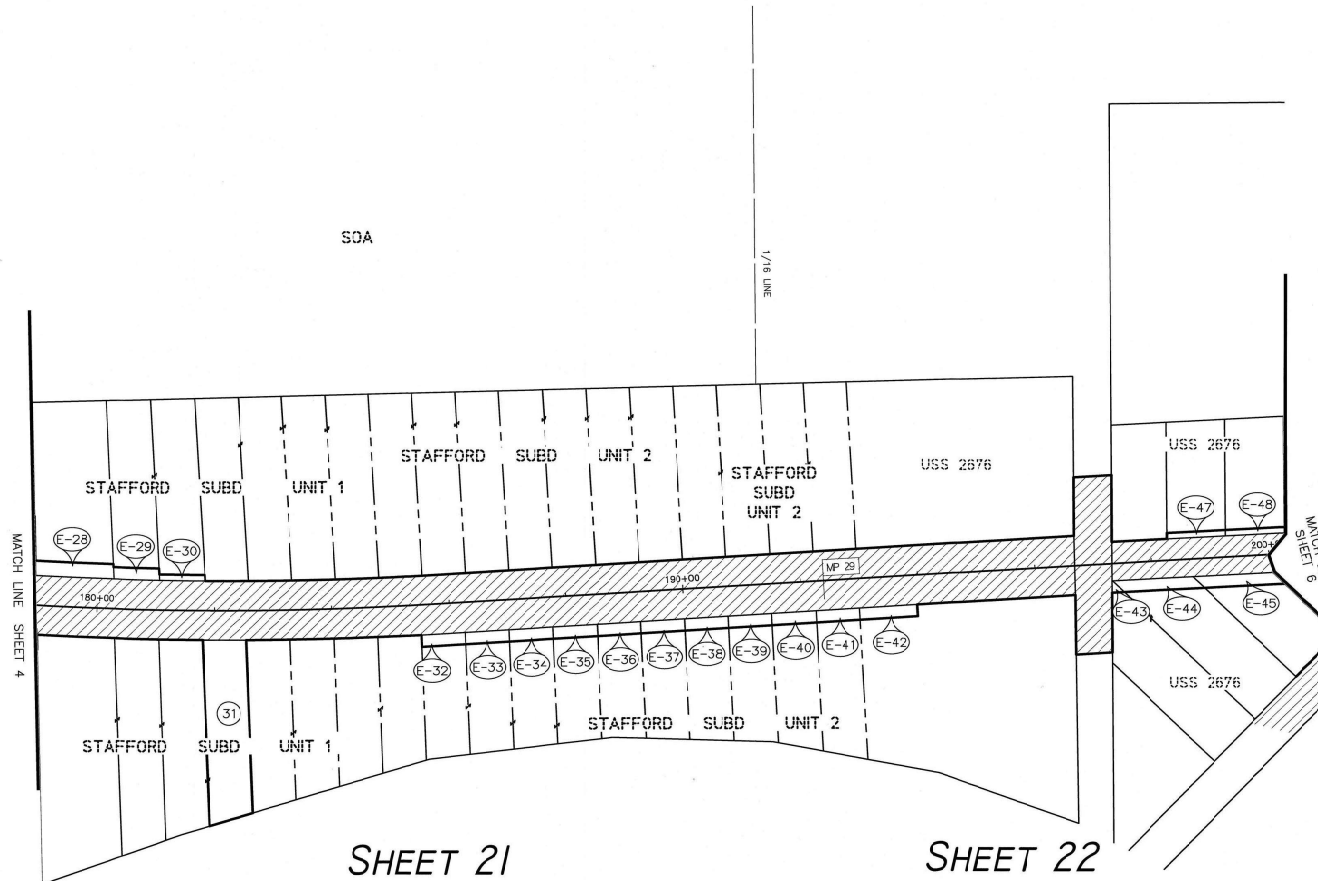 SDA
1/16 LINE
STAFFORD SUBD UNIT 1
STAFFORD SUBD UNIT 2
STAFFORD
SUBD
UNIT 2
USS 2676
USS 2676
E-28
E-29
E-30
E-47
E-48
MATCH LINE SHEET 4
180+00
190+00
MP 29
SHEET 6
E-32
E-33
E-34
E-35
E-36
E-37
E-38
E-39
E-40
E-41
E-42
E-43
E-44
E-45
31
STAFFORD SUBD UNIT 1
STAFFORD SUBD UNIT 2
USS 2676
SHEET 21
SHEET 22